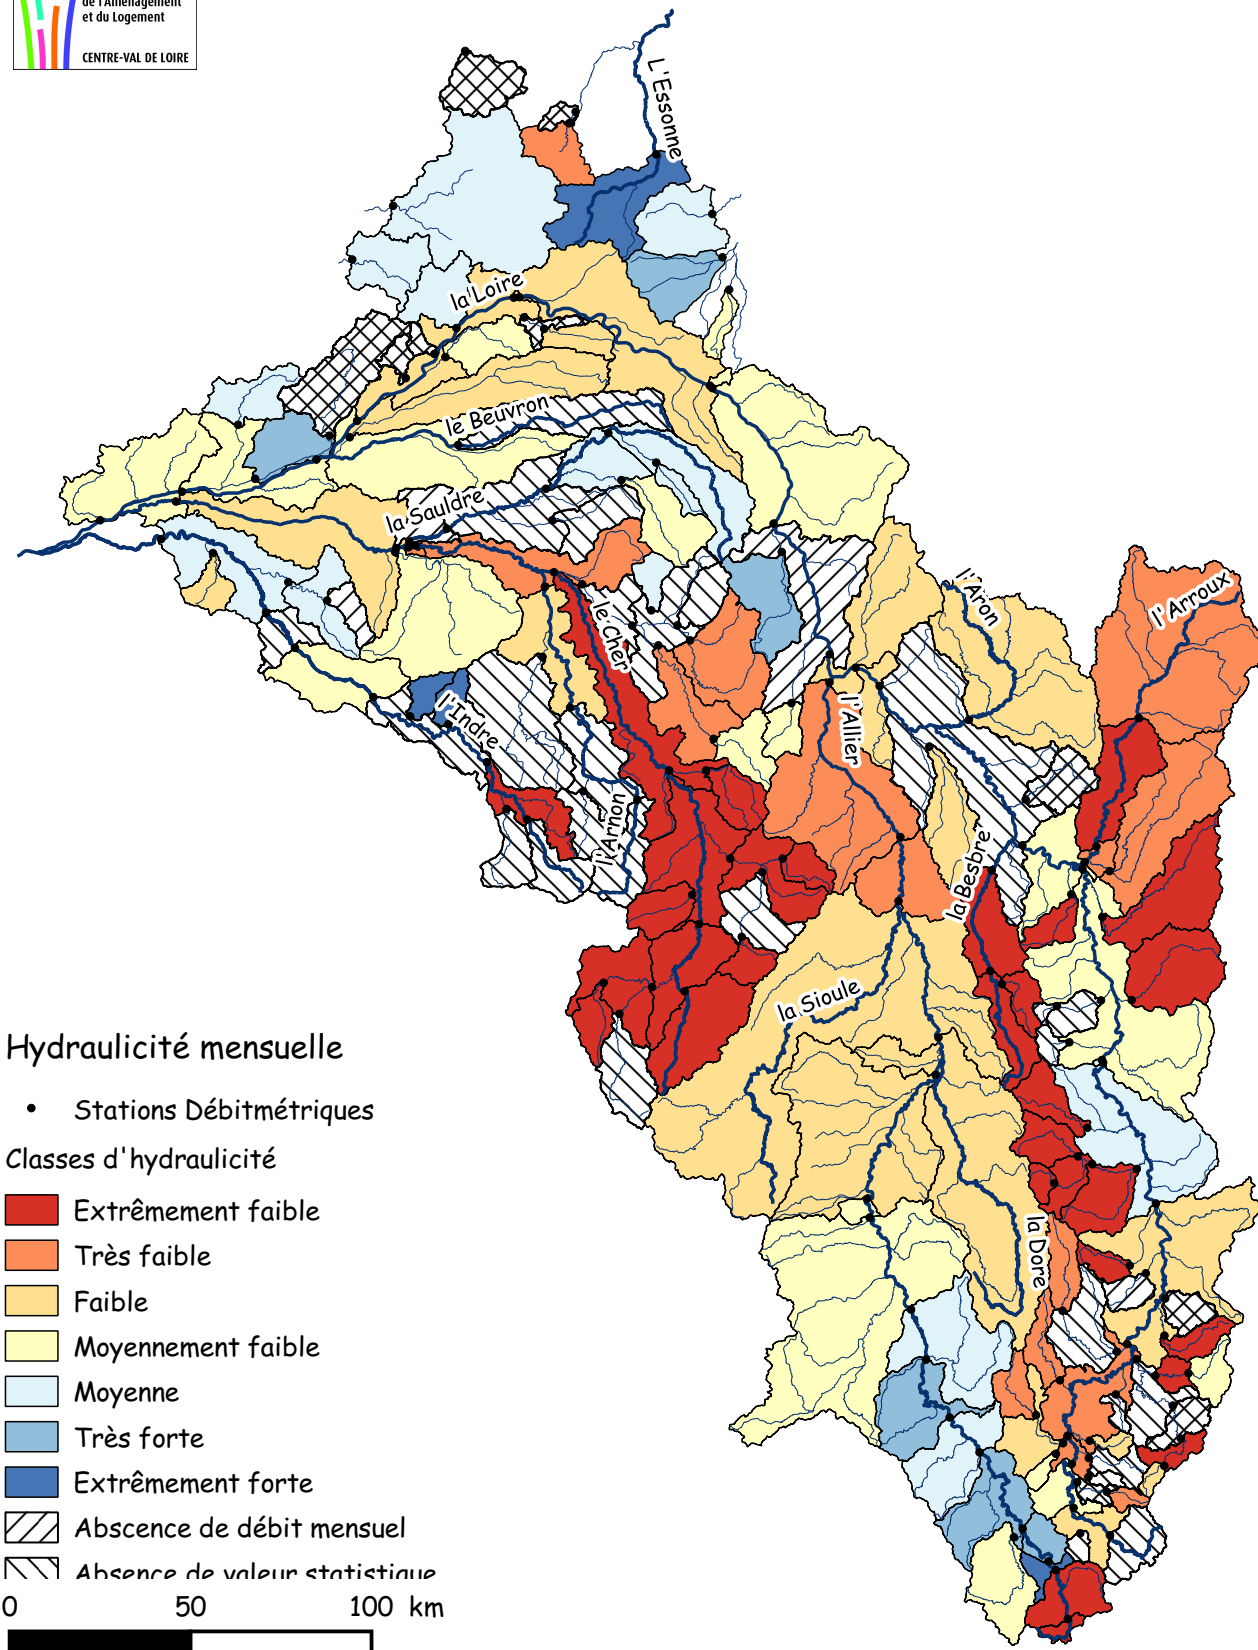 de l'Aménagement
et du Logement
CENTRE-VAL DE LOIRE
L'Essonne
la Loire
le Beuvron
la Sauldre
le Cher
l'Aron
l'Arroux
l'Indre
l'Allier
l'Arnon
la Besbre
la Sioule
la Dore
Hydraulicité mensuelle
Stations Débitmétriques
Classes d'hydraulicité
Extrêmement faible
Très faible
Faible
Moyennement faible
Moyenne
Très forte
Extrêmement forte
Abscence de débit mensuel
Absence de valeur statistique
0 50 100 km